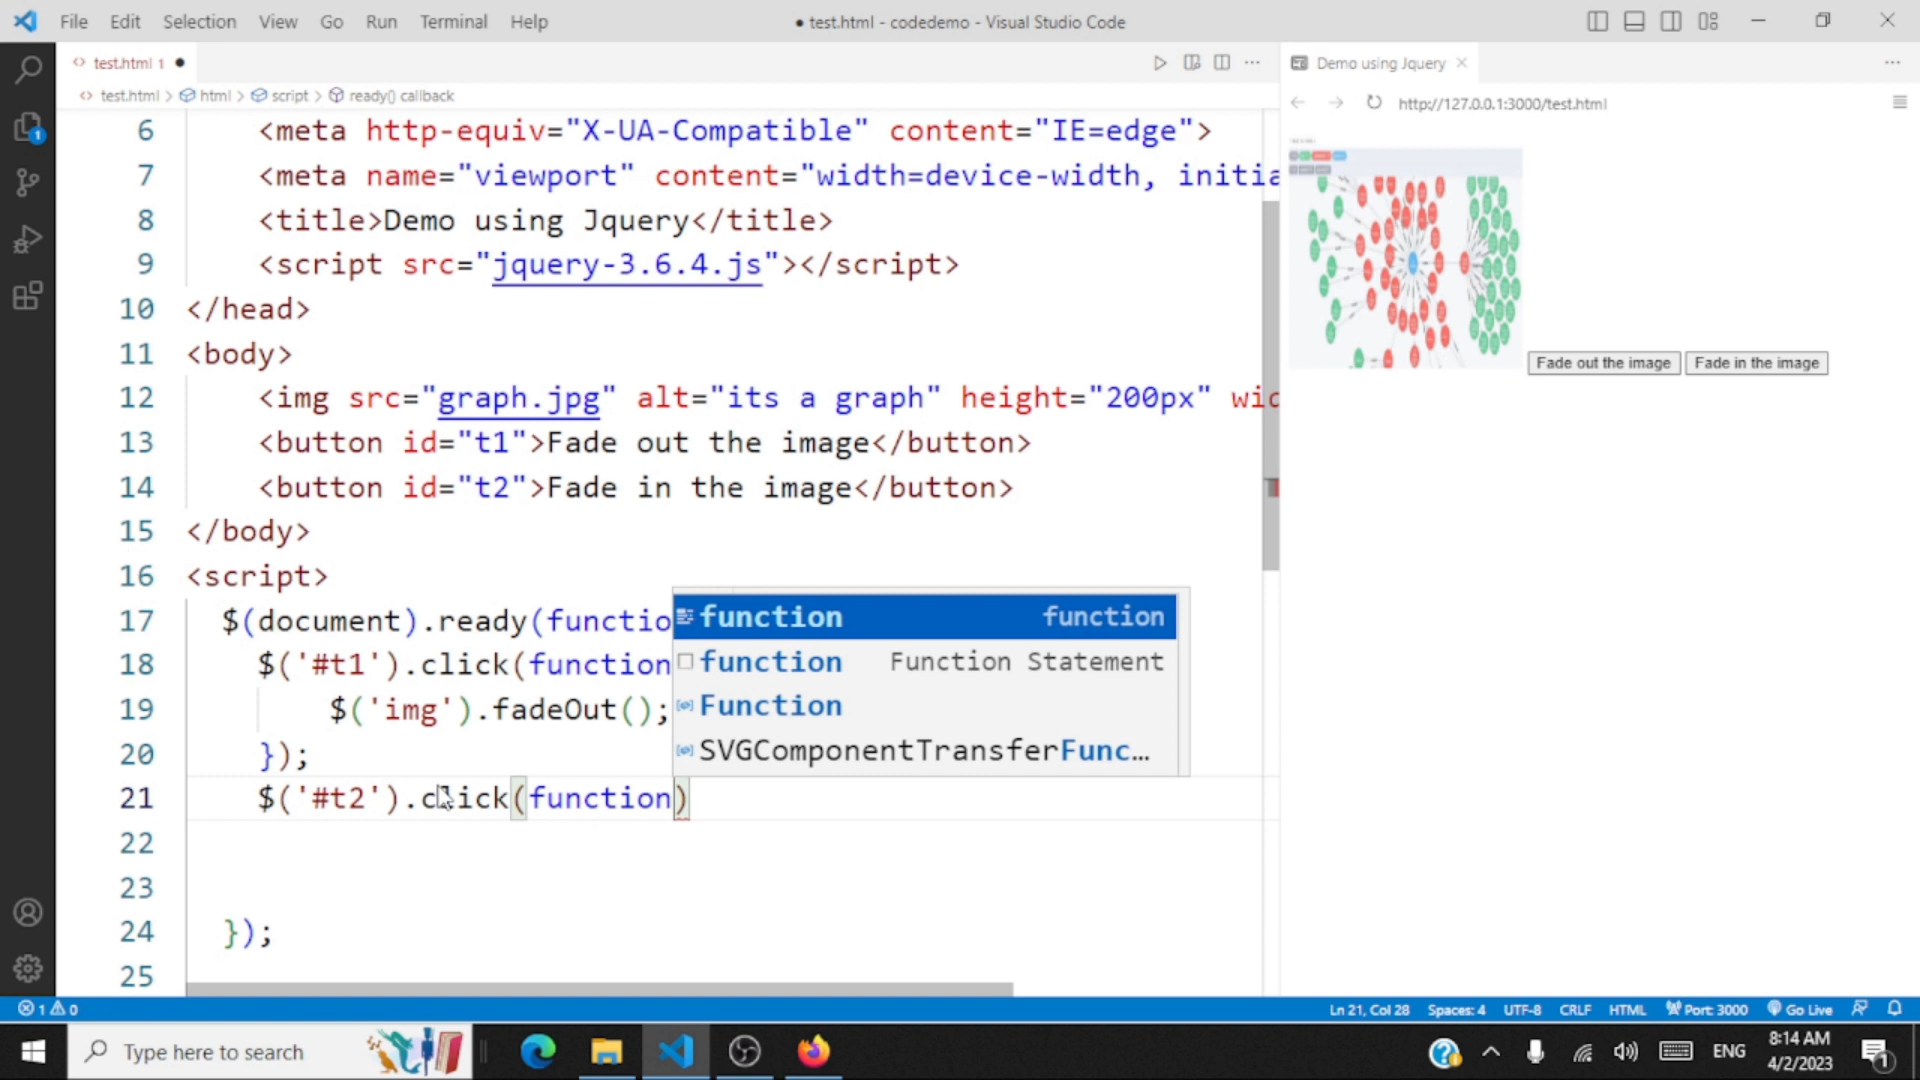 File Edit Selection View Go Run Terminal Help
● test.html - codedemo - Visual Studio Code
test.html 1 ●
Demo using Jquery
test.html > html > script > ready() callback
http://127.0.0.1:3000/test.html
6 <meta http-equiv="X-UA-Compatible" content="IE=edge">
7 <meta name="viewport" content="width=device-width, initia
8 <title>Demo using Jquery</title>
9 <script src="jquery-3.6.4.js"></script>
10 </head>
11 <body>
12 <img src="graph.jpg" alt="its a graph" height="200px" wid
13 <button id="t1">Fade out the image</button>
14 <button id="t2">Fade in the image</button>
15 </body>
16 <script>
17 $(document).ready(functio
18 $('#t1').click(function
19 $('img').fadeOut();
20 });
21 $('#t2').click(function)
22
23
24 });
25
function function
function Function Statement
Function
SVGComponentTransferFunc...
Fade out the image Fade in the image
1 0
Ln 21, Col 28 Spaces: 4 UTF-8 CRLF HTML Port: 3000 Go Live
Type here to search
ENG
8:14 AM
4/2/2023
1
1